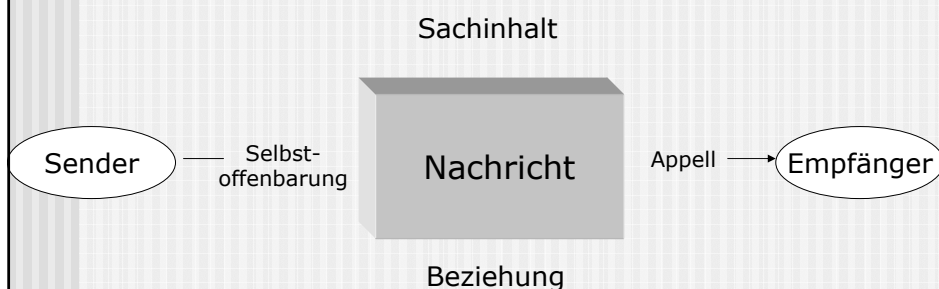 Sachinhalt
Sender
Selbst-
offenbarung
Nachricht
Appell
Empfänger
Beziehung